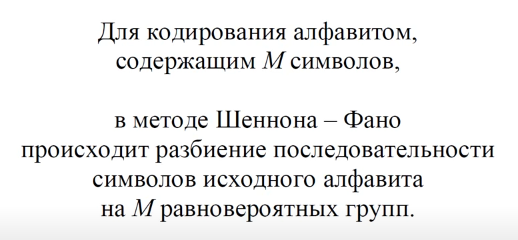 Для кодирования алфавитом,
содержащим M символов,
в методе Шеннона – Фано
происходит разбиение последовательности
символов исходного алфавита
на M равновероятных групп.